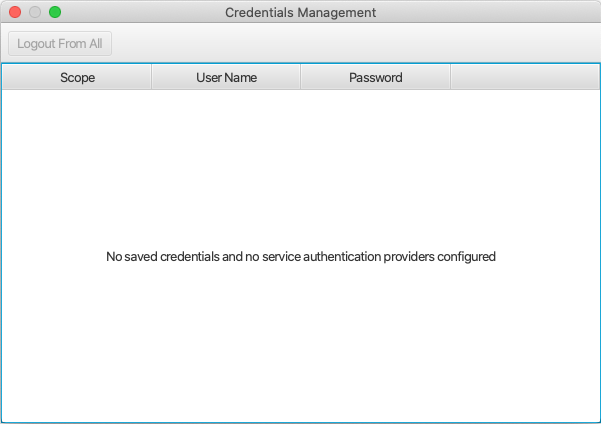 Credentials Management
Logout From All
Scope User Name Password
No saved credentials and no service authentication providers configured